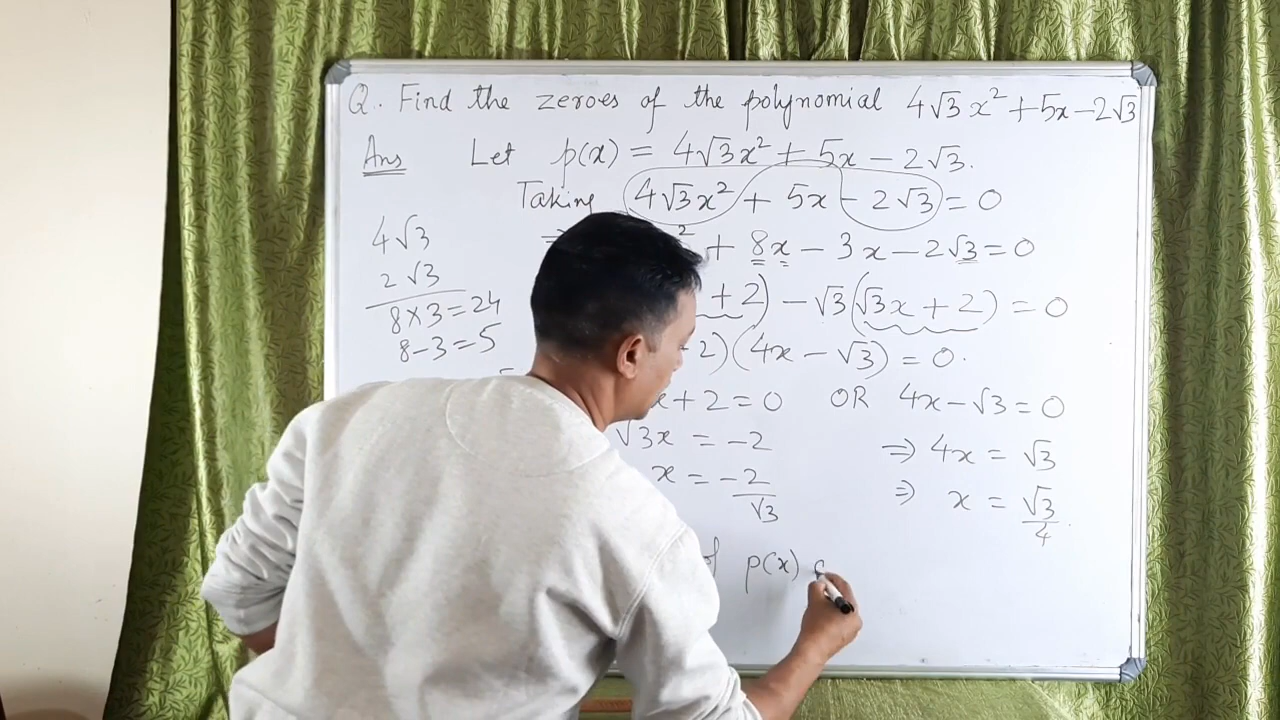 Q. Find the zeroes of the polynomial 4√3x²+5x-2√3
Ans Let p(x) = 4√3x² + 5x - 2√3.
Taking 4√3x² + 5x - 2√3 = 0
⇒ ² + 8x - 3x - 2√3 = 0
+2) - √3(√3x + 2) = 0
2)(4x - √3) = 0.
x+2 = 0 OR 4x-√3 = 0
√3x = -2 ⇒ 4x = √3
x = -2/√3 ⇒ x = √3/4.
of p(x)
4√3
2√3
8×3=24
8-3=5